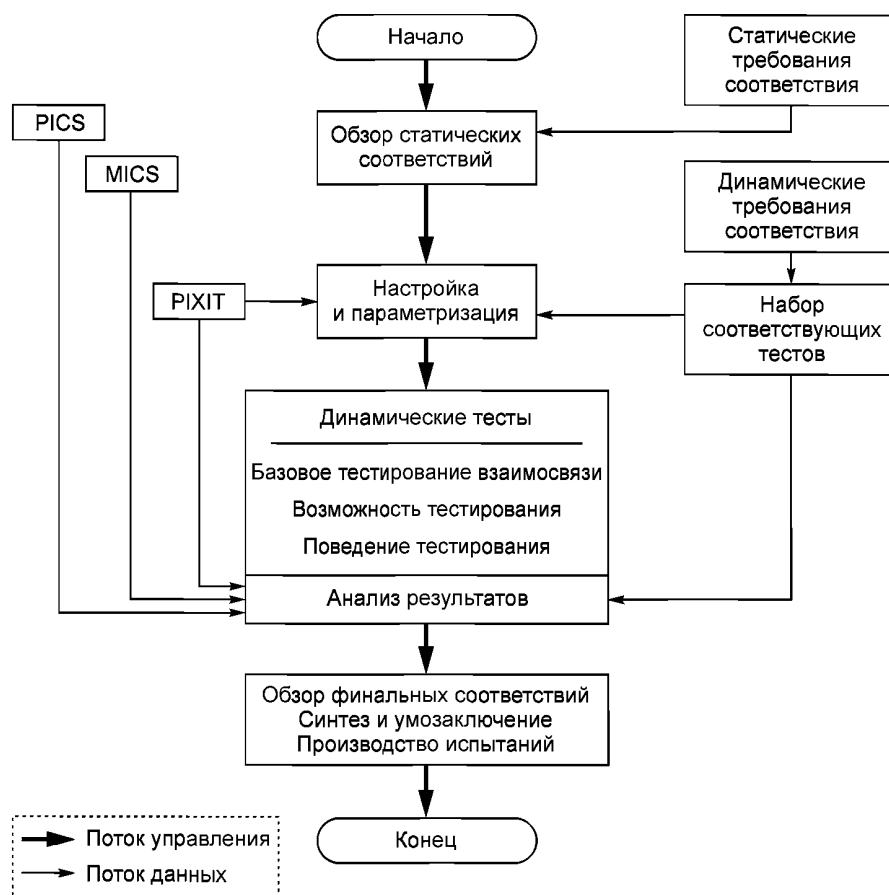 Начало
Статические
требования
соответствия
PICS
Обзор статических
соответствий
MICS
Динамические
требования
соответствия
PIXIT
Настройка
и параметризация
Набор
соответствующих
тестов
Динамические тесты
Базовое тестирование взаимосвязи
Возможность тестирования
Поведение тестирования
Анализ результатов
Обзор финальных соответствий
Синтез и умозаключение
Производство испытаний
Конец
Поток управления
Поток данных